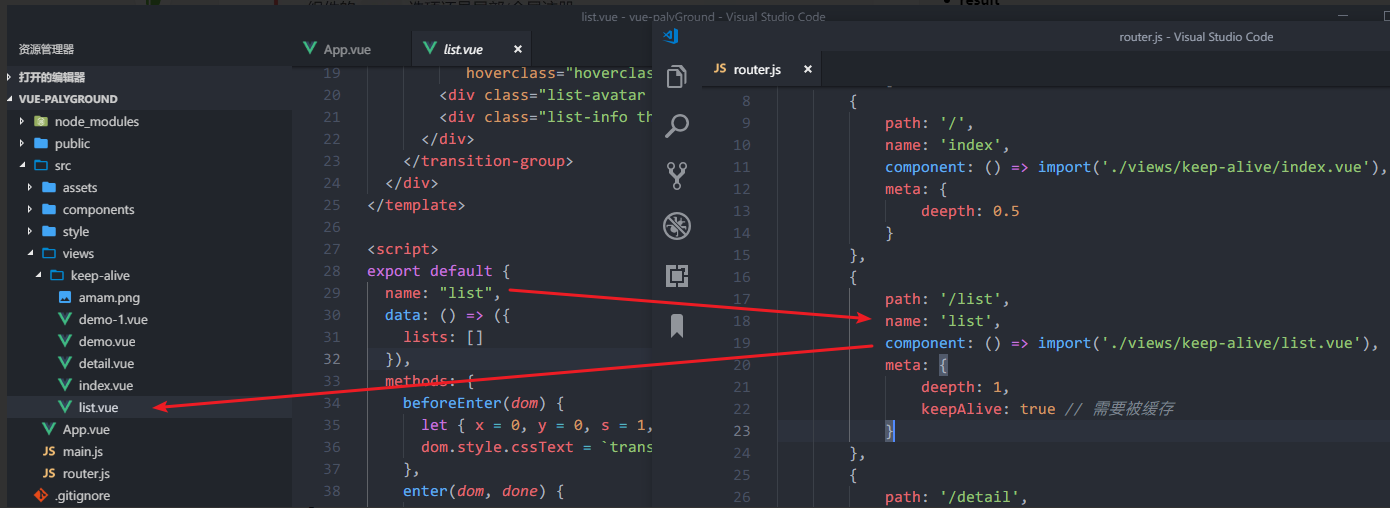 result
list.vue - vue-palyGround - Visual Studio Code
资源管理器
打开的编辑器
VUE-PALYGROUND
node_modules
public
src
assets
components
style
views
keep-alive
amam.png
demo-1.vue
demo.vue
detail.vue
index.vue
list.vue
App.vue
JS main.js
JS router.js
.gitignore
App.vue
list.vue ×
19 hoverclass="hoverclass
20 <div class="list-avatar
21 <div class="list-info th
22 </div>
23 </transition-group>
24 </div>
25 </template>
26
27 <script>
28 export default {
29 name: "list",
30 data: () => ({
31 lists: []
32 }),
33 methods: {
34 beforeEnter(dom) {
35 let { x = 0, y = 0, s = 1,
36 dom.style.cssText = `trans
37 },
38 enter(dom, done) {
router.js - Visual Studio Code
JS router.js ×
8
{
9 path: '/',
10 name: 'index',
11 component: () => import('./views/keep-alive/index.vue'),
12 meta: {
13 deepth: 0.5
14 }
15 },
16 {
17 path: '/list',
18 name: 'list',
19 component: () => import('./views/keep-alive/list.vue'),
20 meta: {
21 deepth: 1,
22 keepAlive: true // 需要被缓存
23 }
24 },
25 {
26 path: '/detail',